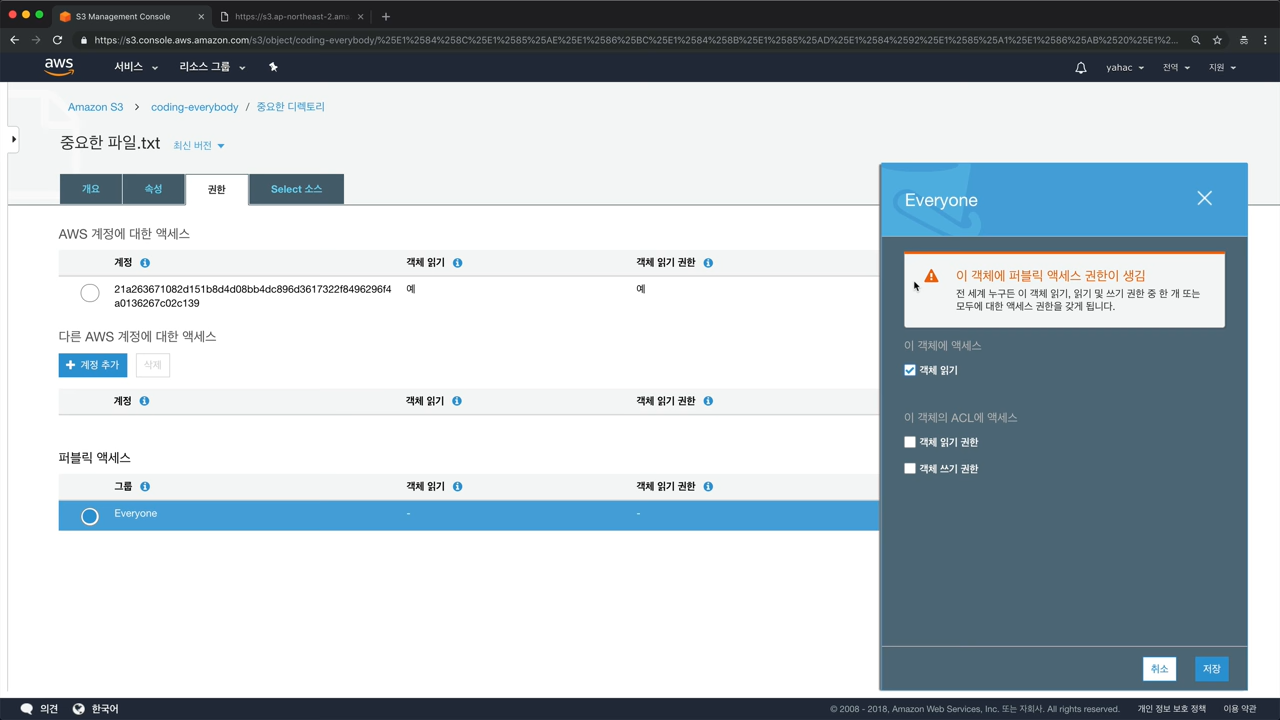 S3 Management Console
https://s3.ap-northeast-2.ama
https://s3.console.aws.amazon.com/s3/object/coding-everybody/%25E1%2584%258C%25E1%2585%25AE%25E1%2586%25BC%25E1%2584%258B%25E1%2585%25AD%25E1%2584%2592%25E1%2585%25A1%25E1%2586%25AB%2520%25E1%2...
aws
서비스
리소스 그룹
yahac
전역
지원
Amazon S3
coding-everybody / 중요한 디렉토리
중요한 파일.txt
최신 버전
개요
속성
권한
Select 소스
AWS 계정에 대한 액세스
계정
객체 읽기
객체 읽기 권한
21a263671082d151b8d4d08bb4dc896d3617322f8496296f4
a0136267c02c139
예
예
다른 AWS 계정에 대한 액세스
+ 계정 추가
삭제
계정
객체 읽기
객체 읽기 권한
퍼블릭 액세스
그룹
객체 읽기
객체 읽기 권한
Everyone
-
-
Everyone
이 객체에 퍼블릭 액세스 권한이 생김
전 세계 누구든 이 객체 읽기, 읽기 및 쓰기 권한 중 한 개 또는
모두에 대한 액세스 권한을 갖게 됩니다.
이 객체에 액세스
객체 읽기
이 객체의 ACL에 액세스
객체 읽기 권한
객체 쓰기 권한
취소
저장
의견
한국어
© 2008 - 2018, Amazon Web Services, Inc. 또는 자회사. All rights reserved.
개인 정보 보호 정책
이용 약관